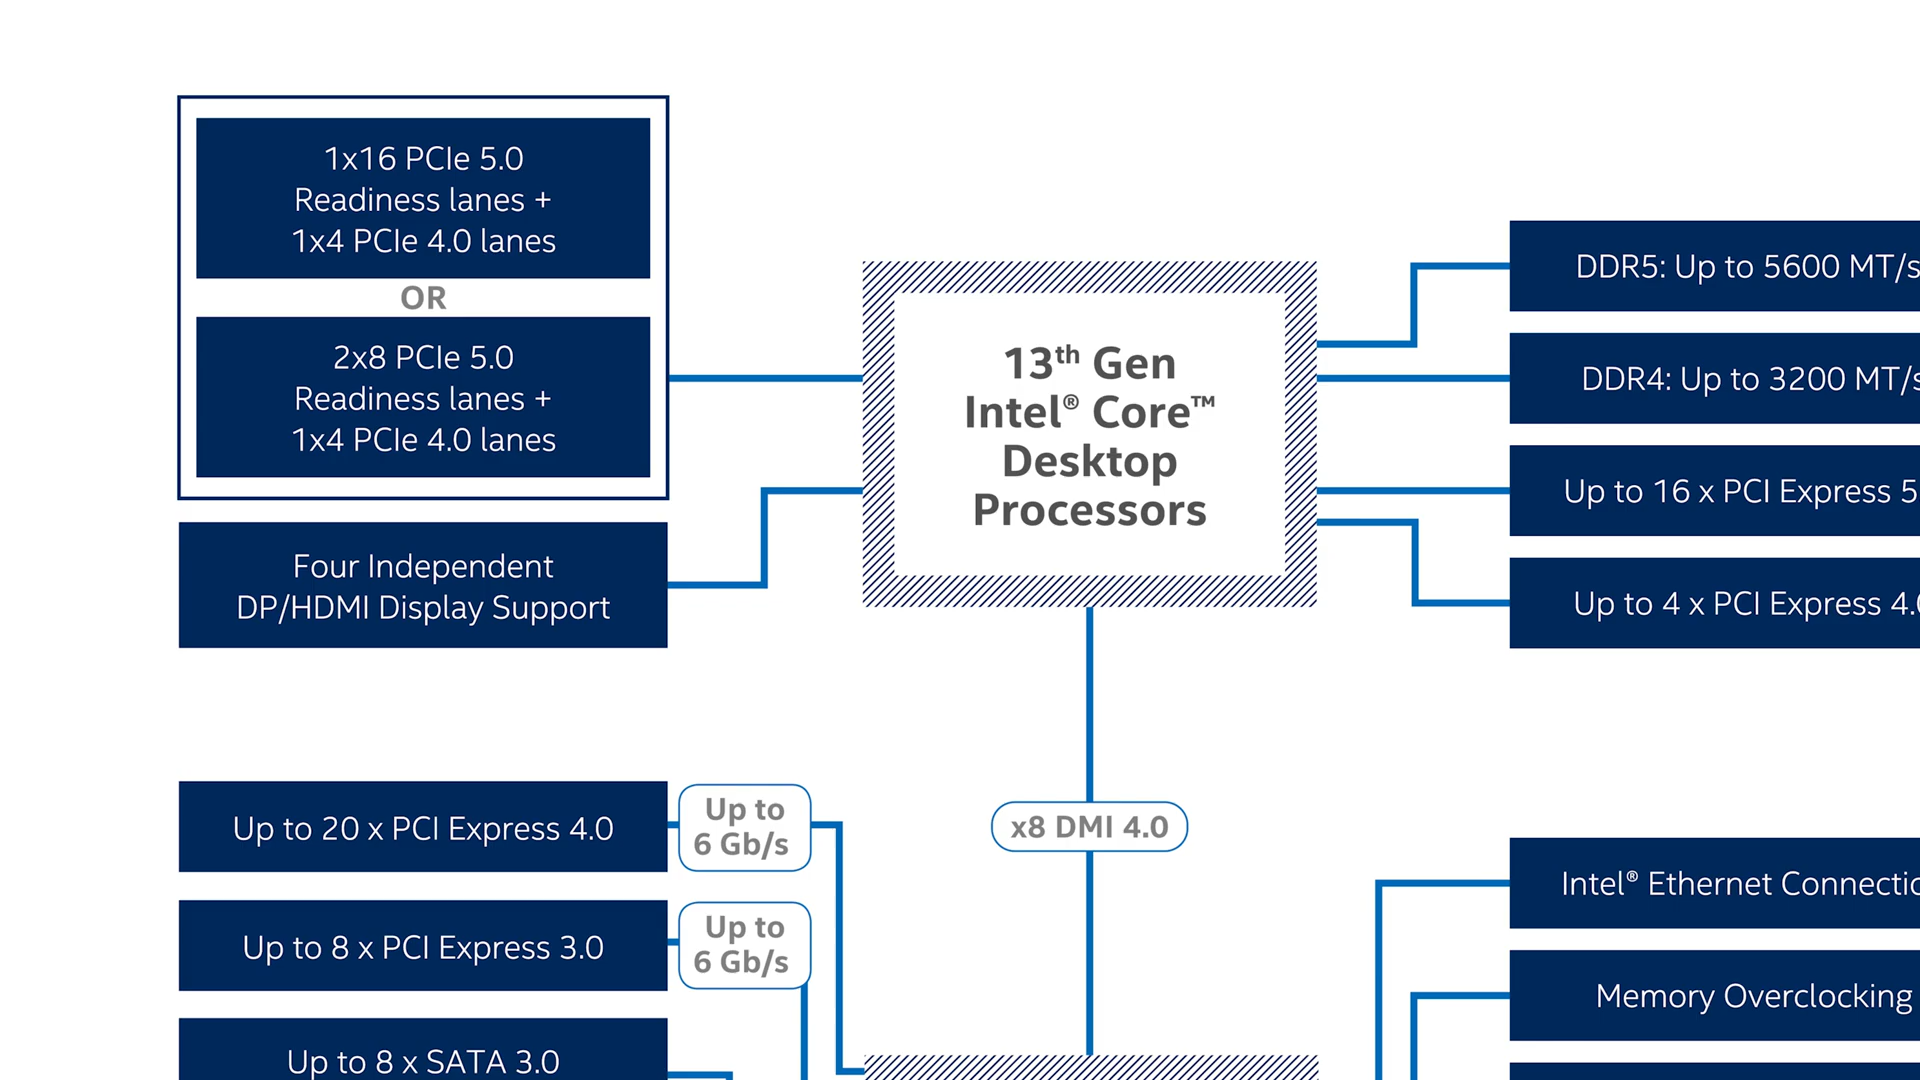 1x16 PCIe 5.0
Readiness lanes +
1x4 PCIe 4.0 lanes
OR
2x8 PCIe 5.0
Readiness lanes +
1x4 PCIe 4.0 lanes
Four Independent
DP/HDMI Display Support
13th Gen
Intel® Core™
Desktop
Processors
DDR5: Up to 5600 MT/s
DDR4: Up to 3200 MT/s
Up to 16 x PCI Express 5
Up to 4 x PCI Express 4.0
x8 DMI 4.0
Up to 20 x PCI Express 4.0
Up to
6 Gb/s
Up to 8 x PCI Express 3.0
Up to
6 Gb/s
Up to 8 x SATA 3.0
Intel® Ethernet
Memory Overclocking